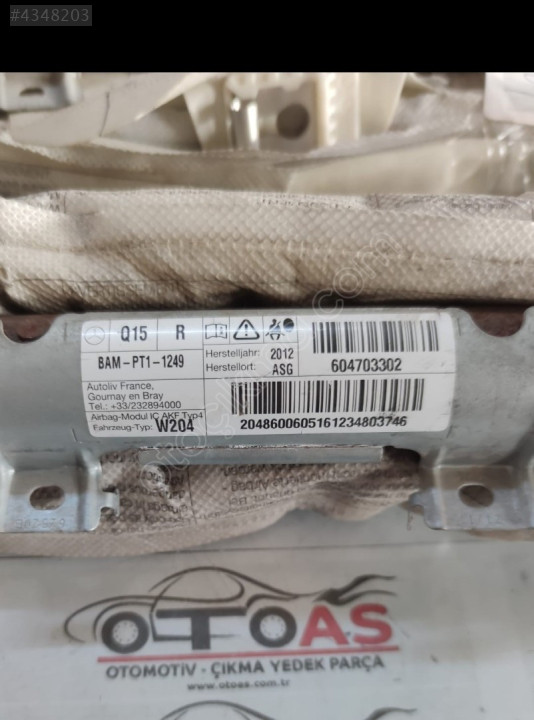 #4348203
Q15 R
BAM-PT1-1249
Herstelljahr: 2012
Herstellort: ASG
604703302
Autoliv France,
Gournay en Bray
Tel.: +33/232894000
Airbag-Modul IC AKF Typ4
Fahrzeug-Typ: W204
2048600605161234803746
OTOAS
OTOMOTİV - ÇIKMA YEDEK PARÇA
www.otoas.com.tr